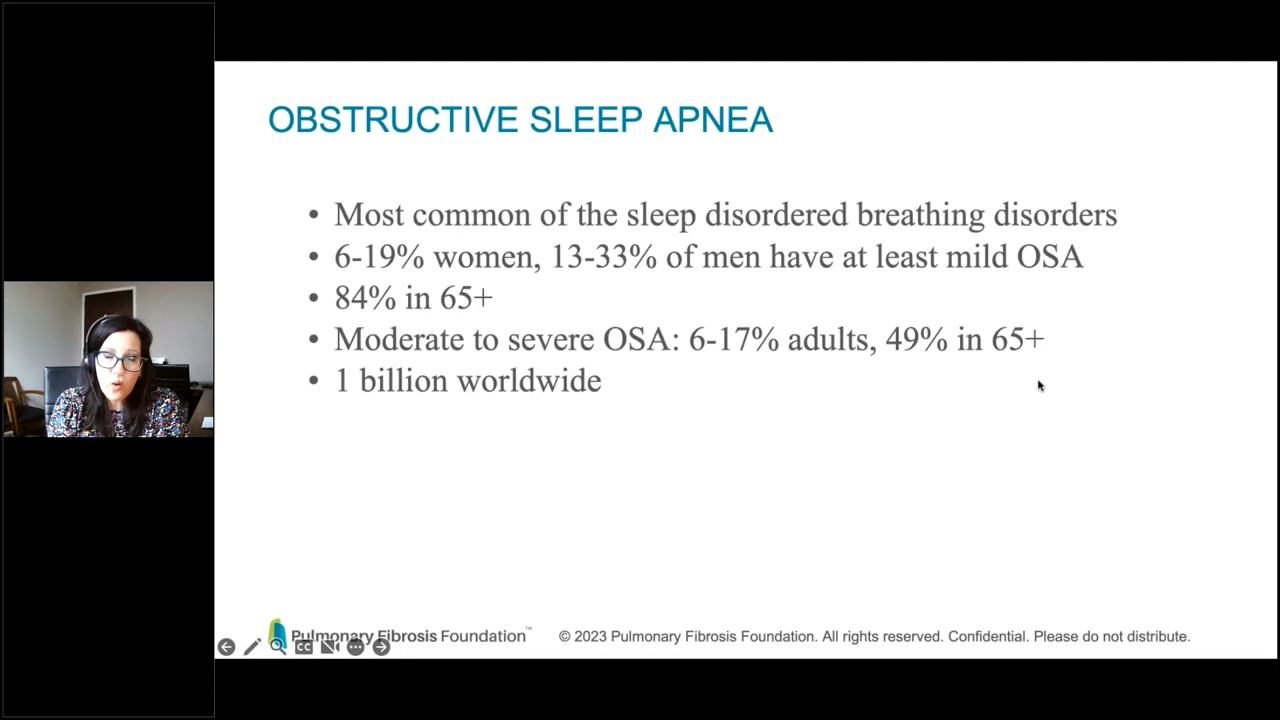 OBSTRUCTIVE SLEEP APNEA
• Most common of the sleep disordered breathing disorders
• 6-19% women, 13-33% of men have at least mild OSA
• 84% in 65+
• Moderate to severe OSA: 6-17% adults, 49% in 65+
• 1 billion worldwide
Pulmonary Fibrosis Foundation™
© 2023 Pulmonary Fibrosis Foundation. All rights reserved. Confidential. Please do not distribute.
CC